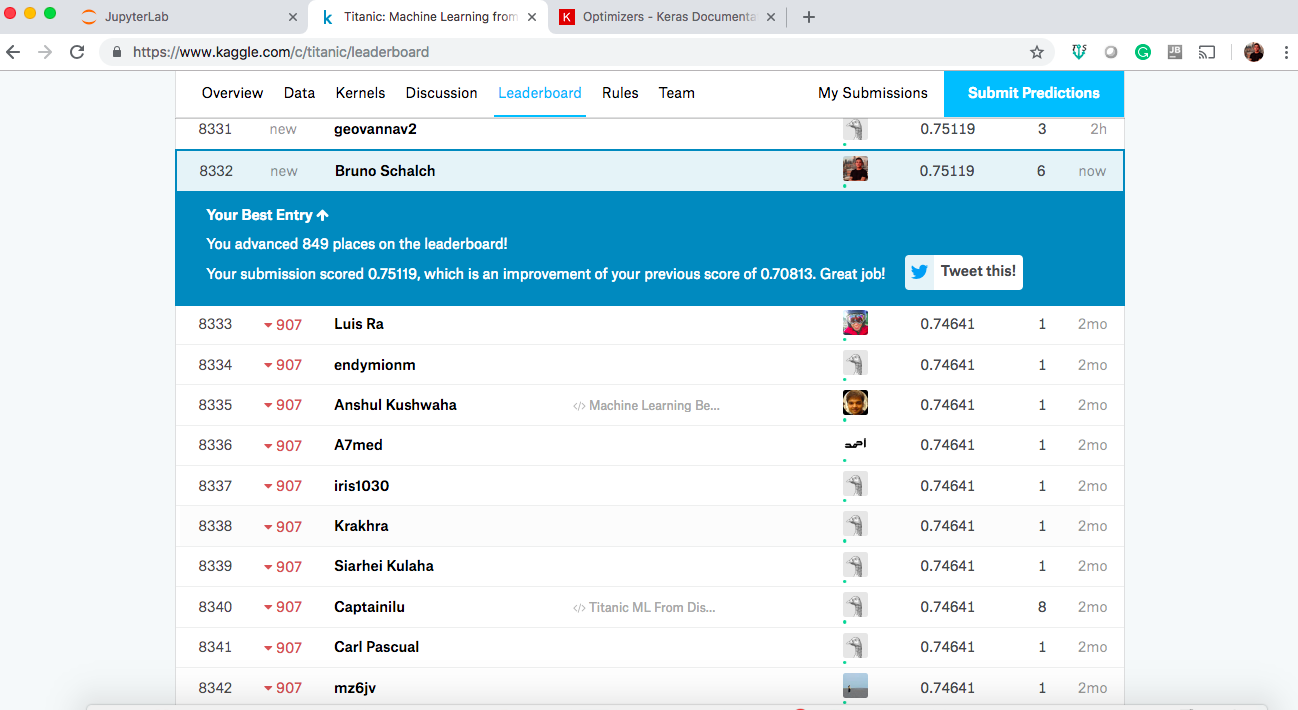 JupyterLab
Titanic: Machine Learning from
Optimizers - Keras Documenta
https://www.kaggle.com/c/titanic/leaderboard
Overview Data Kernels Discussion Leaderboard Rules Team My Submissions Submit Predictions
8331 new geovannav2 0.75119 3 2h
8332 new Bruno Schalch 0.75119 6 now
Your Best Entry
You advanced 849 places on the leaderboard!
Your submission scored 0.75119, which is an improvement of your previous score of 0.70813. Great job! Tweet this!
8333 907 Luis Ra 0.74641 1 2mo
8334 907 endymionm 0.74641 1 2mo
8335 907 Anshul Kushwaha </> Machine Learning Be... 0.74641 1 2mo
8336 907 A7med 0.74641 1 2mo
8337 907 iris1030 0.74641 1 2mo
8338 907 Krakhra 0.74641 1 2mo
8339 907 Siarhei Kulaha 0.74641 1 2mo
8340 907 Captainilu </> Titanic ML From Dis... 0.74641 8 2mo
8341 907 Carl Pascual 0.74641 1 2mo
8342 907 mz6jv 0.74641 1 2mo